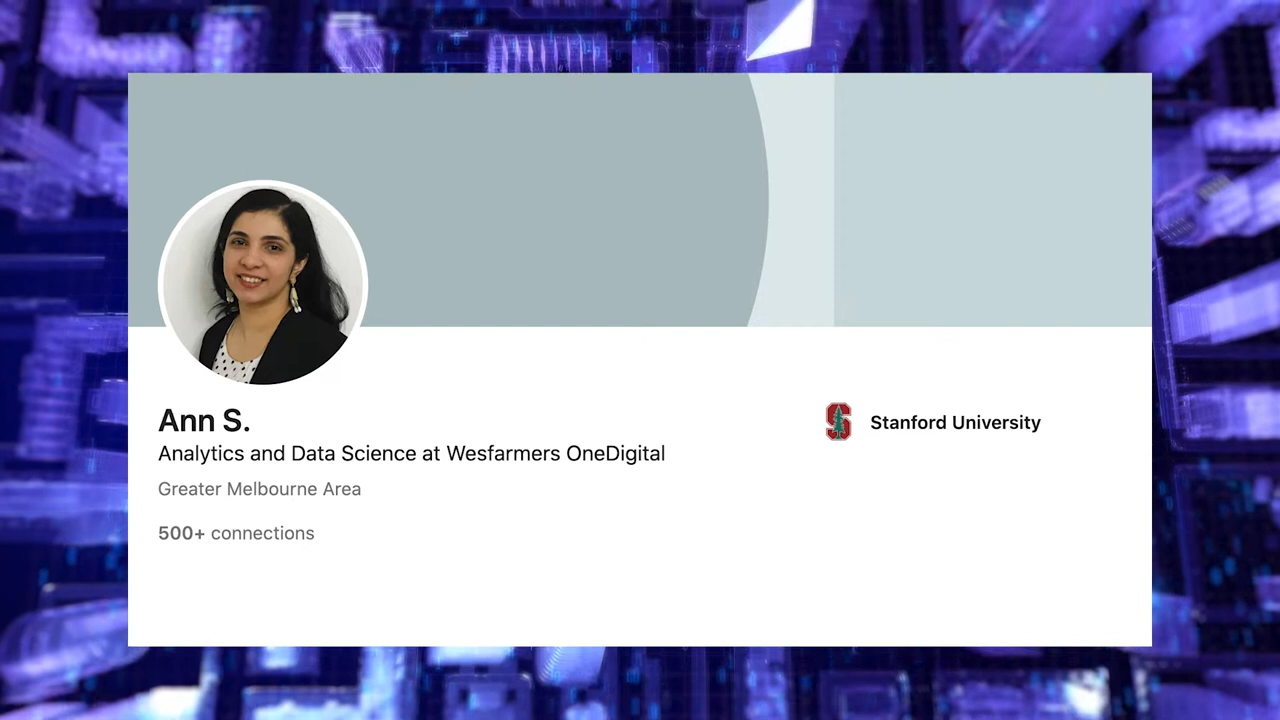 Ann S.
Analytics and Data Science at Wesfarmers OneDigital
Greater Melbourne Area
500+ connections
Stanford University